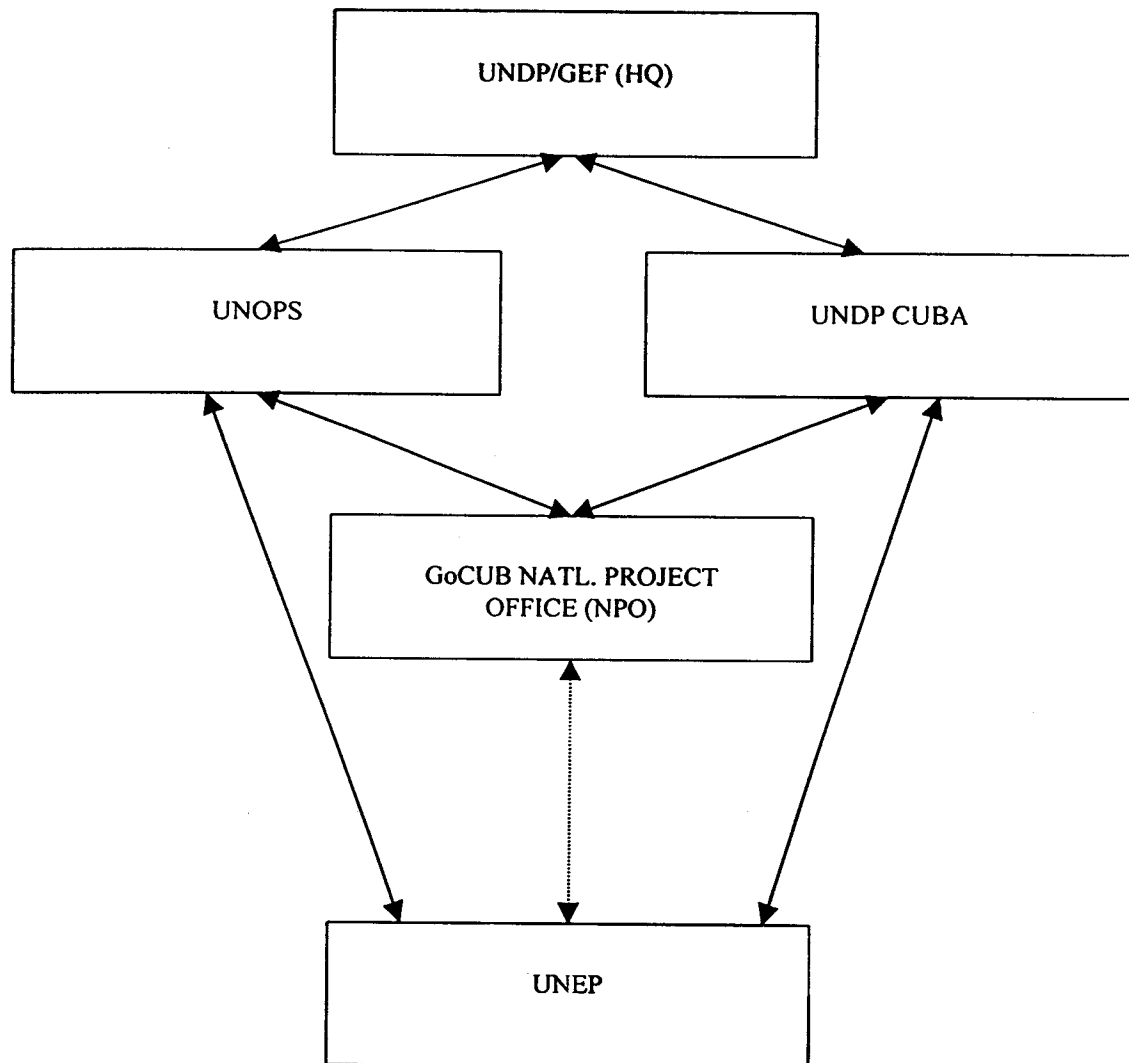 UNDP/GEF (HQ)
UNOPS
UNDP CUBA
GoCUB NATL. PROJECT
OFFICE (NPO)
UNEP